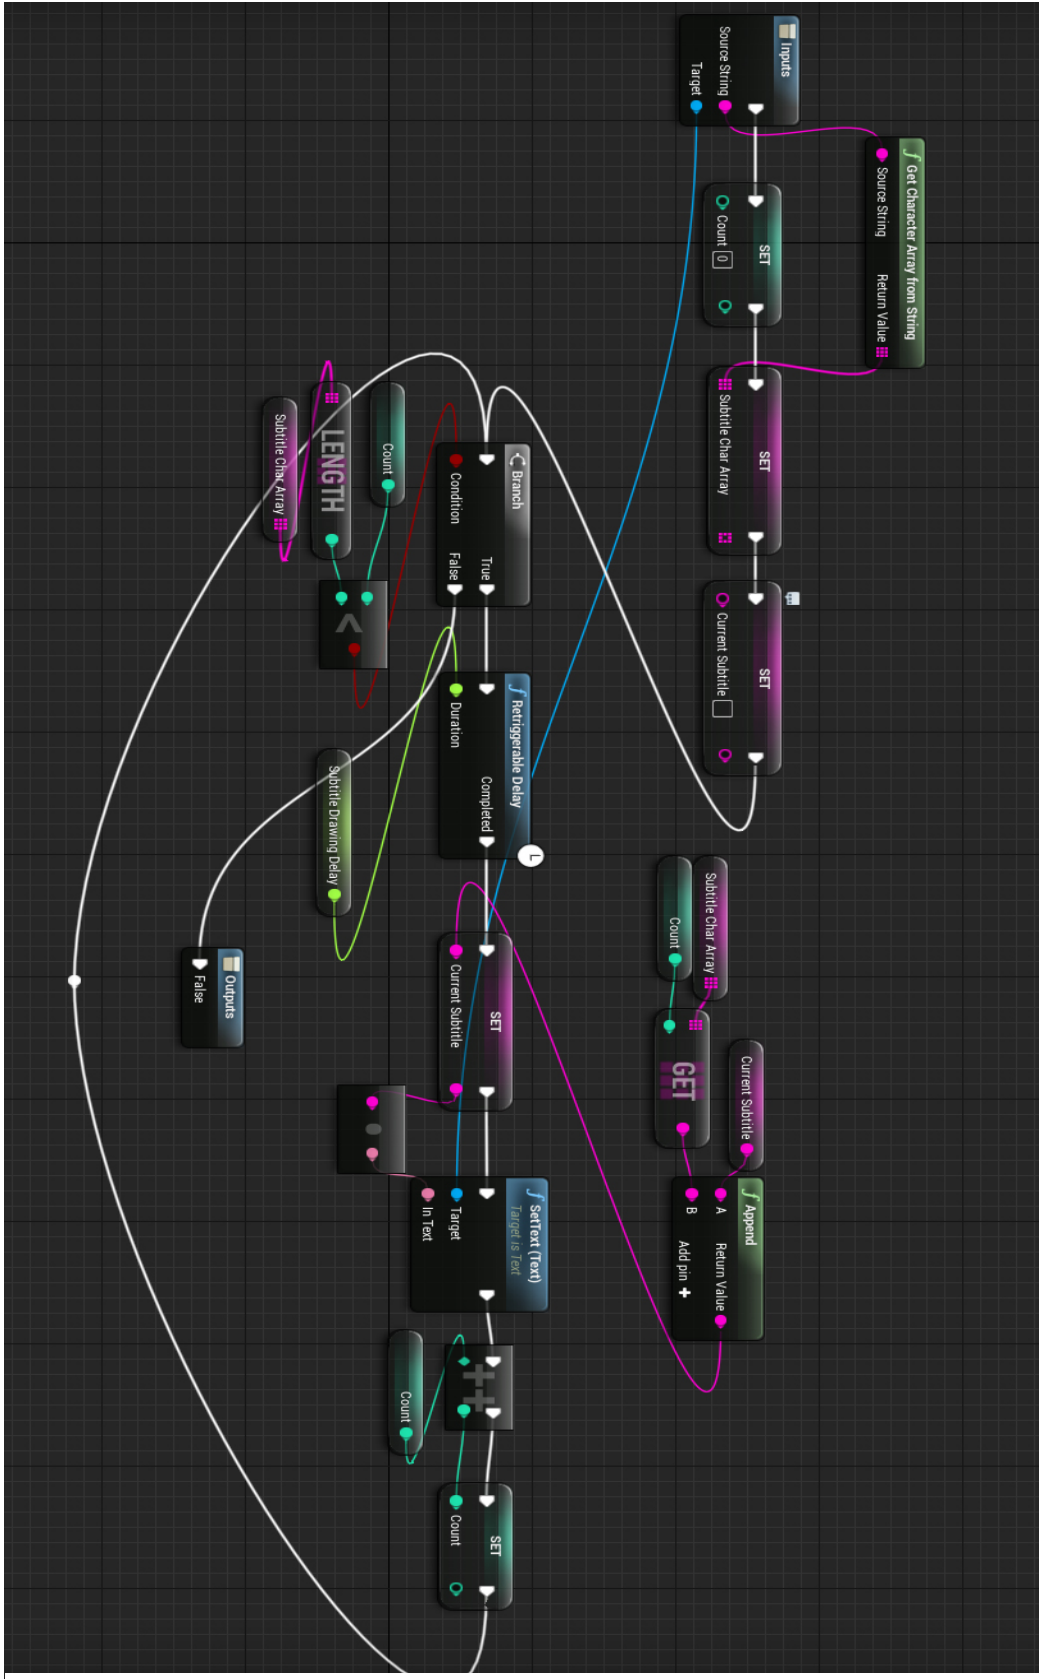 Inputs
Source String
Target
Get Character Array from String
Source String
Return Value
SET
Count 0
SET
Subtitle Char Array
SET
Current Subtitle
Branch
Condition
True
False
Count
LENGTH
Subtitle Char Array
<
Retriggerable Delay
Duration
Completed
Subtitle Drawing Delay
Outputs
False
Subtitle Char Array
Count
GET
Current Subtitle
Append
A
B
Return Value
Add pin +
SET
Current Subtitle
SetText (Text)
Target is Text
Target
In Text
++
Count
SET
Count